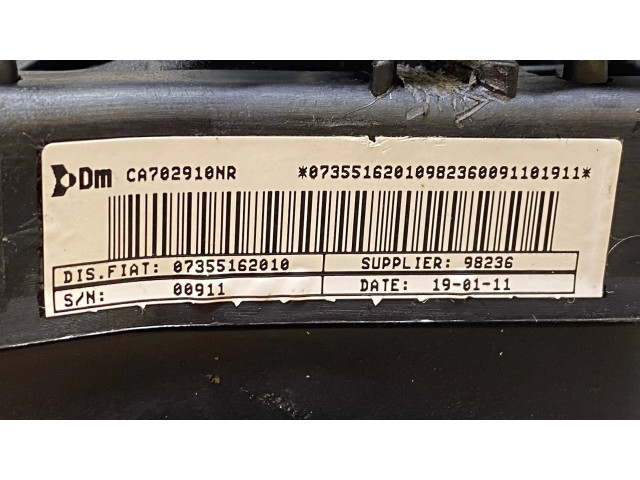 Dm CA702910NR *07355162010982360091101911*
DIS.FIAT: 07355162010 SUPPLIER: 98236
S/N: 00911 DATE: 19-01-11